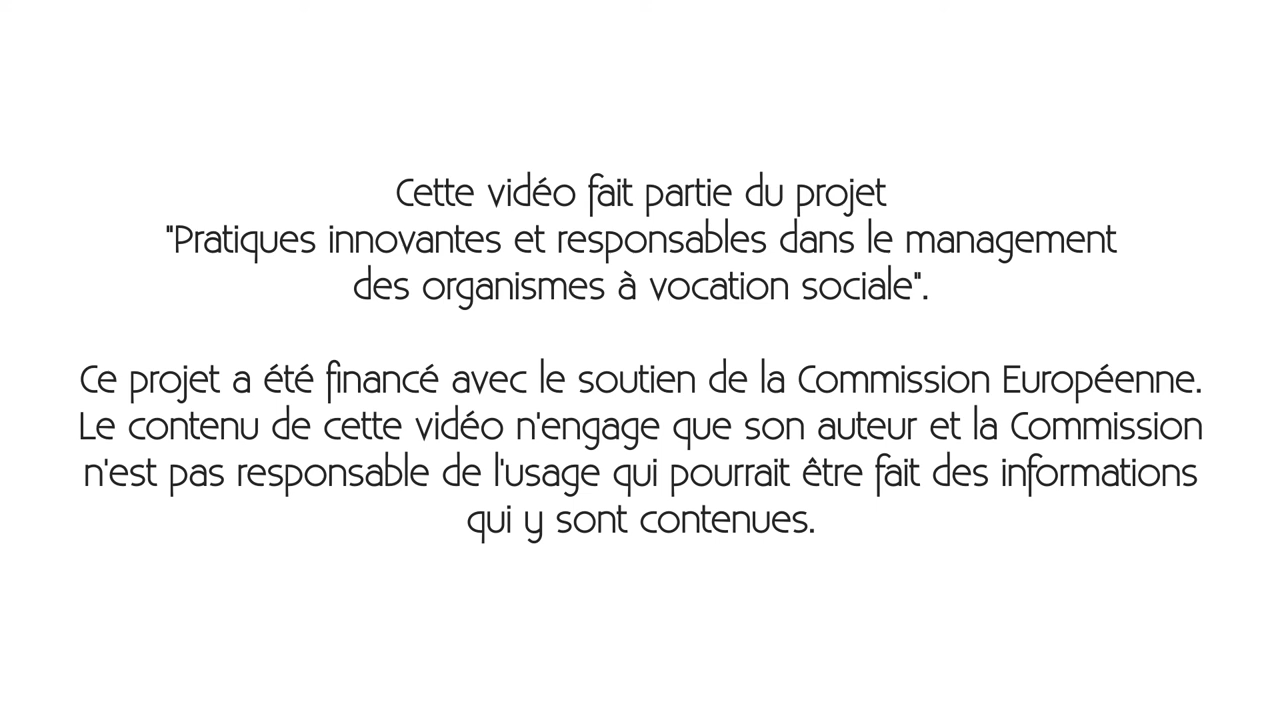 Cette vidéo fait partie du projet
"Pratiques innovantes et responsables dans le management
des organismes à vocation sociale".
Ce projet a été financé avec le soutien de la Commission Européenne.
Le contenu de cette vidéo n'engage que son auteur et la Commission
n'est pas responsable de l'usage qui pourrait être fait des informations
qui y sont contenues.